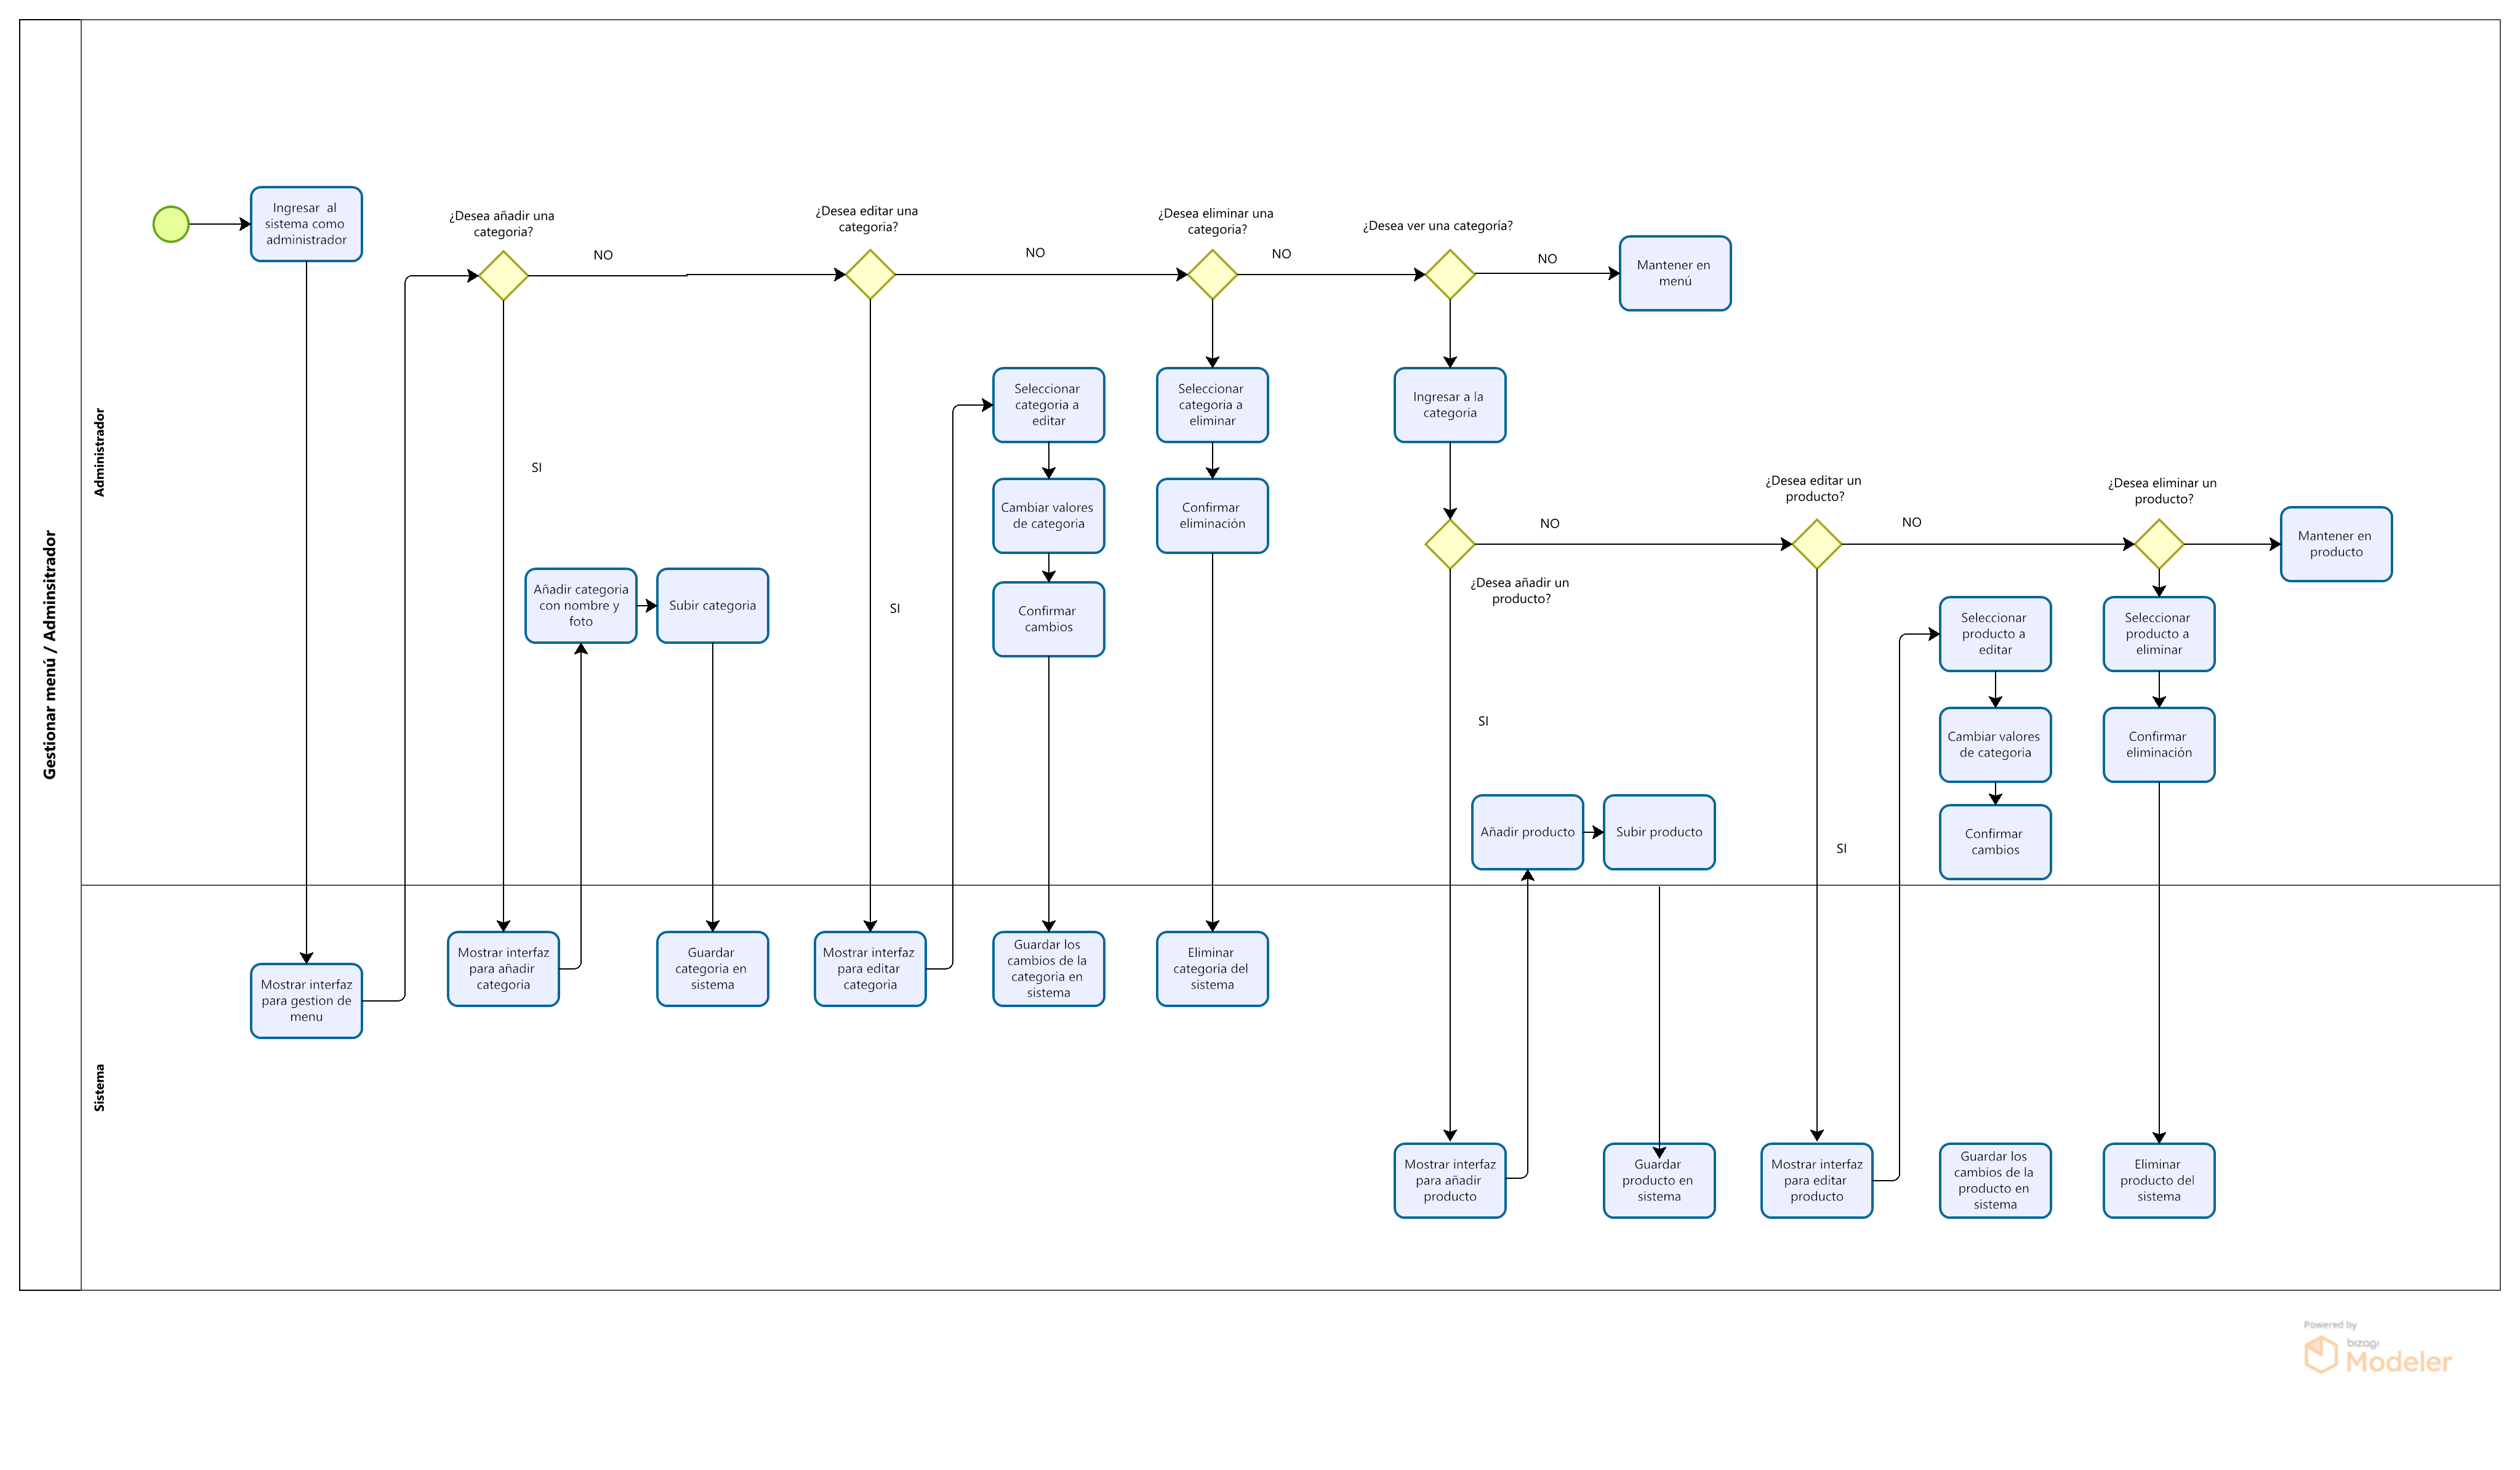 Gestionar menú / Adminsitrador
Administrador
Ingresar al
sistema como
administrador
¿Desea añadir una
categoria?
NO
¿Desea editar una
categoria?
NO
¿Desea eliminar una
categoria?
NO
¿Desea ver una categoría?
NO
Mantener en
menú
SI
Añadir categoria
con nombre y
foto
Subir categoria
SI
Seleccionar
categoria a
editar
Cambiar valores
de categoria
Confirmar
cambios
Seleccionar
categoria a
eliminar
Confirmar
eliminación
Ingresar a la
categoria
¿Desea añadir un
producto?
NO
¿Desea editar un
producto?
NO
¿Desea eliminar un
producto?
Mantener en
producto
SI
Añadir producto
Subir producto
SI
Seleccionar
producto a
editar
Cambiar valores
de categoria
Confirmar
cambios
Seleccionar
producto a
eliminar
Confirmar
eliminación
Sistema
Mostrar interfaz
para gestion de
menu
Mostrar interfaz
para añadir
categoria
Guardar
categoria en
sistema
Mostrar interfaz
para editar
categoria
Guardar los
cambios de la
categoria en
sistema
Eliminar
categoría del
sistema
Mostrar interfaz
para añadir
producto
Guardar
producto en
sistema
Mostrar interfaz
para editar
producto
Guardar los
cambios de la
producto en
sistema
Eliminar
producto del
sistema
Powered by
bizagi
Modeler